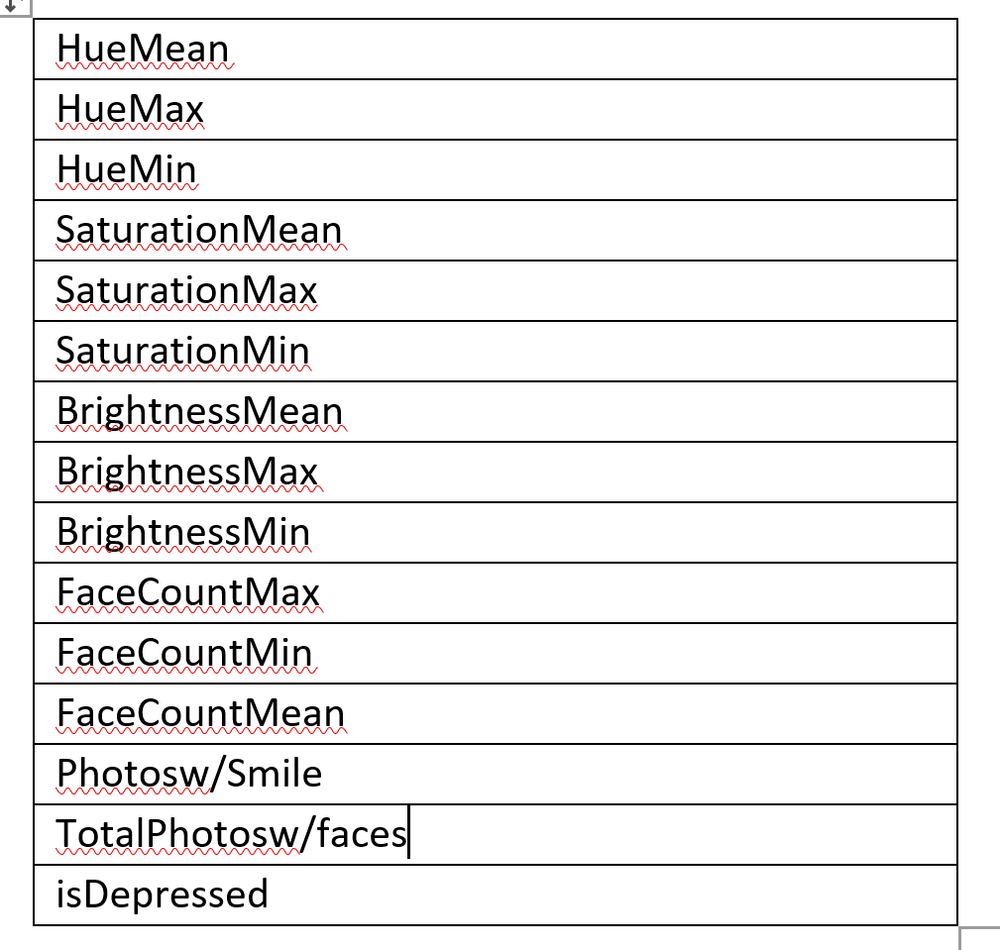 HueMean
HueMax
HueMin
SaturationMean
SaturationMax
SaturationMin
BrightnessMean
BrightnessMax
BrightnessMin
FaceCountMax
FaceCountMin
FaceCountMean
Photosw/Smile
TotalPhotosw/faces
isDepressed